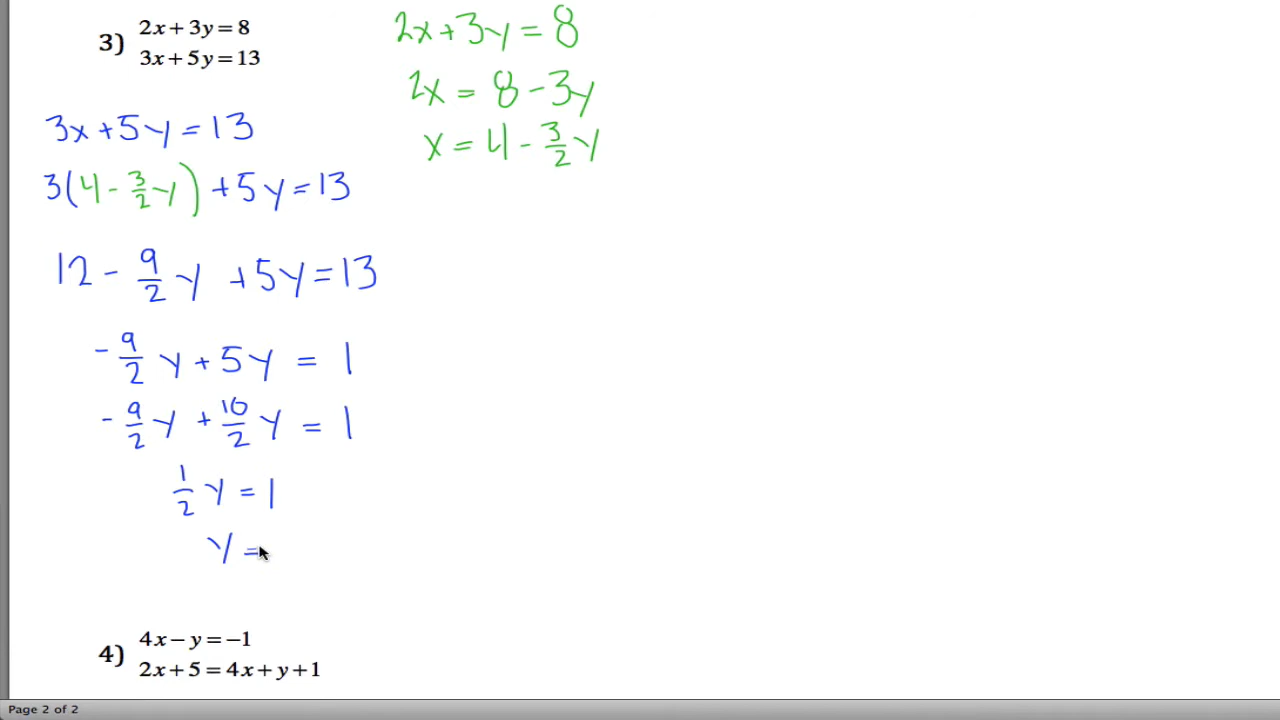 3) 2x+3y=8
3x+5y=13
2x+3y=8
2x = 8-3y
x = 4 - 3/2 y
3x+5y=13
3(4 - 3/2 y) +5y=13
12 - 9/2 y +5y=13
- 9/2 y + 5y = 1
- 9/2 y + 10/2 y = 1
1/2 y = 1
y =
4) 4x−y=−1
2x+5=4x+y+1
Page 2 of 2